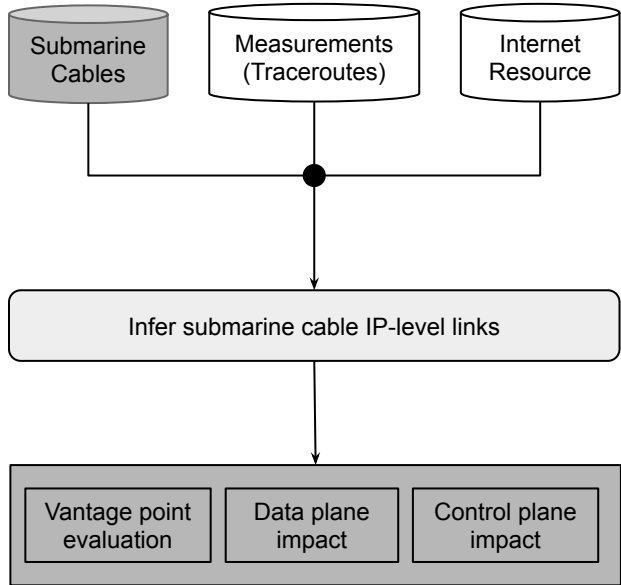 Submarine
Cables
Measurements
(Traceroutes)
Internet
Resource
Infer submarine cable IP-level links
Vantage point
evaluation
Data plane
impact
Control plane
impact